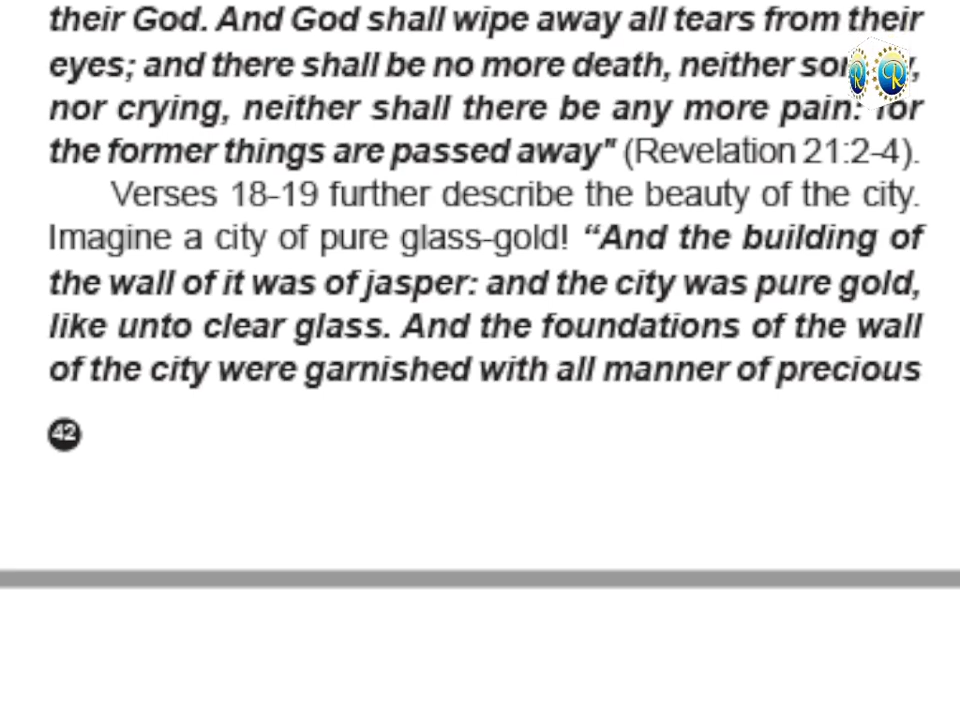 their God. And God shall wipe away all tears from their
eyes; and there shall be no more death, neither
nor crying, neither shall there be any more pain: for
the former things are passed away" (Revelation 21:2-4).
Verses 18-19 further describe the beauty of the city.
Imagine a city of pure glass-gold! “And the building of
the wall of it was of jasper: and the city was pure gold,
like unto clear glass. And the foundations of the wall
of the city were garnished with all manner of precious
42